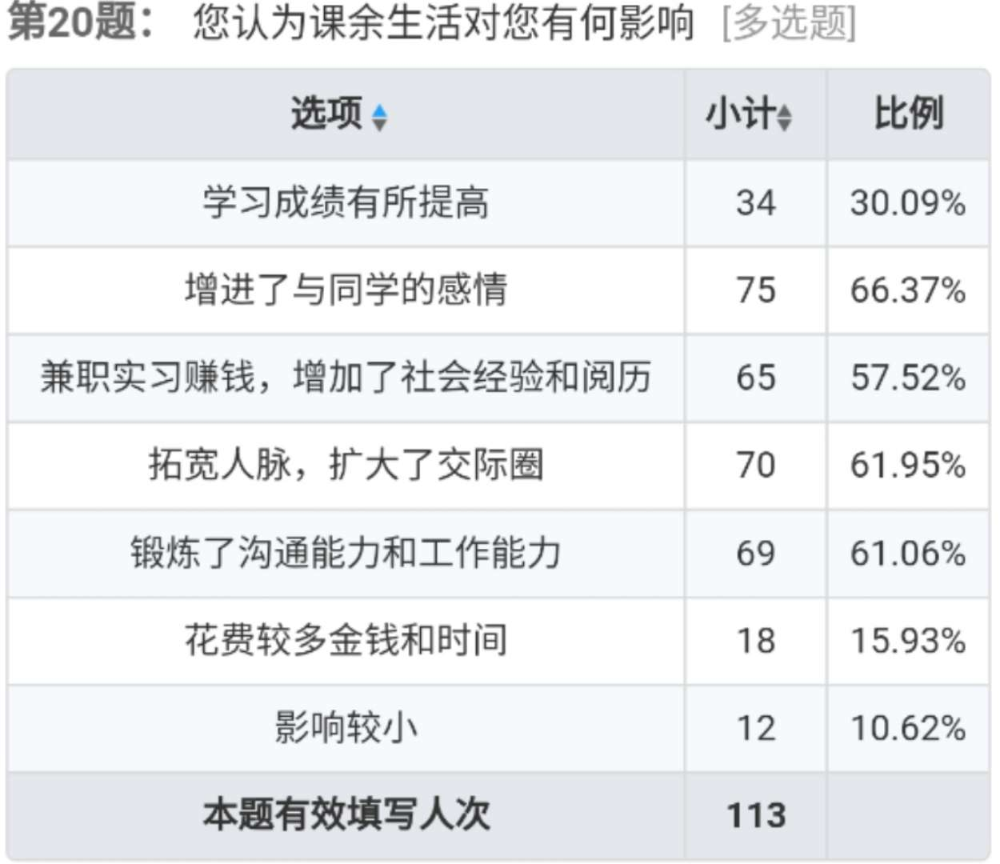 第20题： 您认为课余生活对您有何影响 [多选题]
选项 小计 比例
学习成绩有所提高 34 30.09%
增进了与同学的感情 75 66.37%
兼职实习赚钱，增加了社会经验和阅历 65 57.52%
拓宽人脉，扩大了交际圈 70 61.95%
锻炼了沟通能力和工作能力 69 61.06%
花费较多金钱和时间 18 15.93%
影响较小 12 10.62%
本题有效填写人次 113